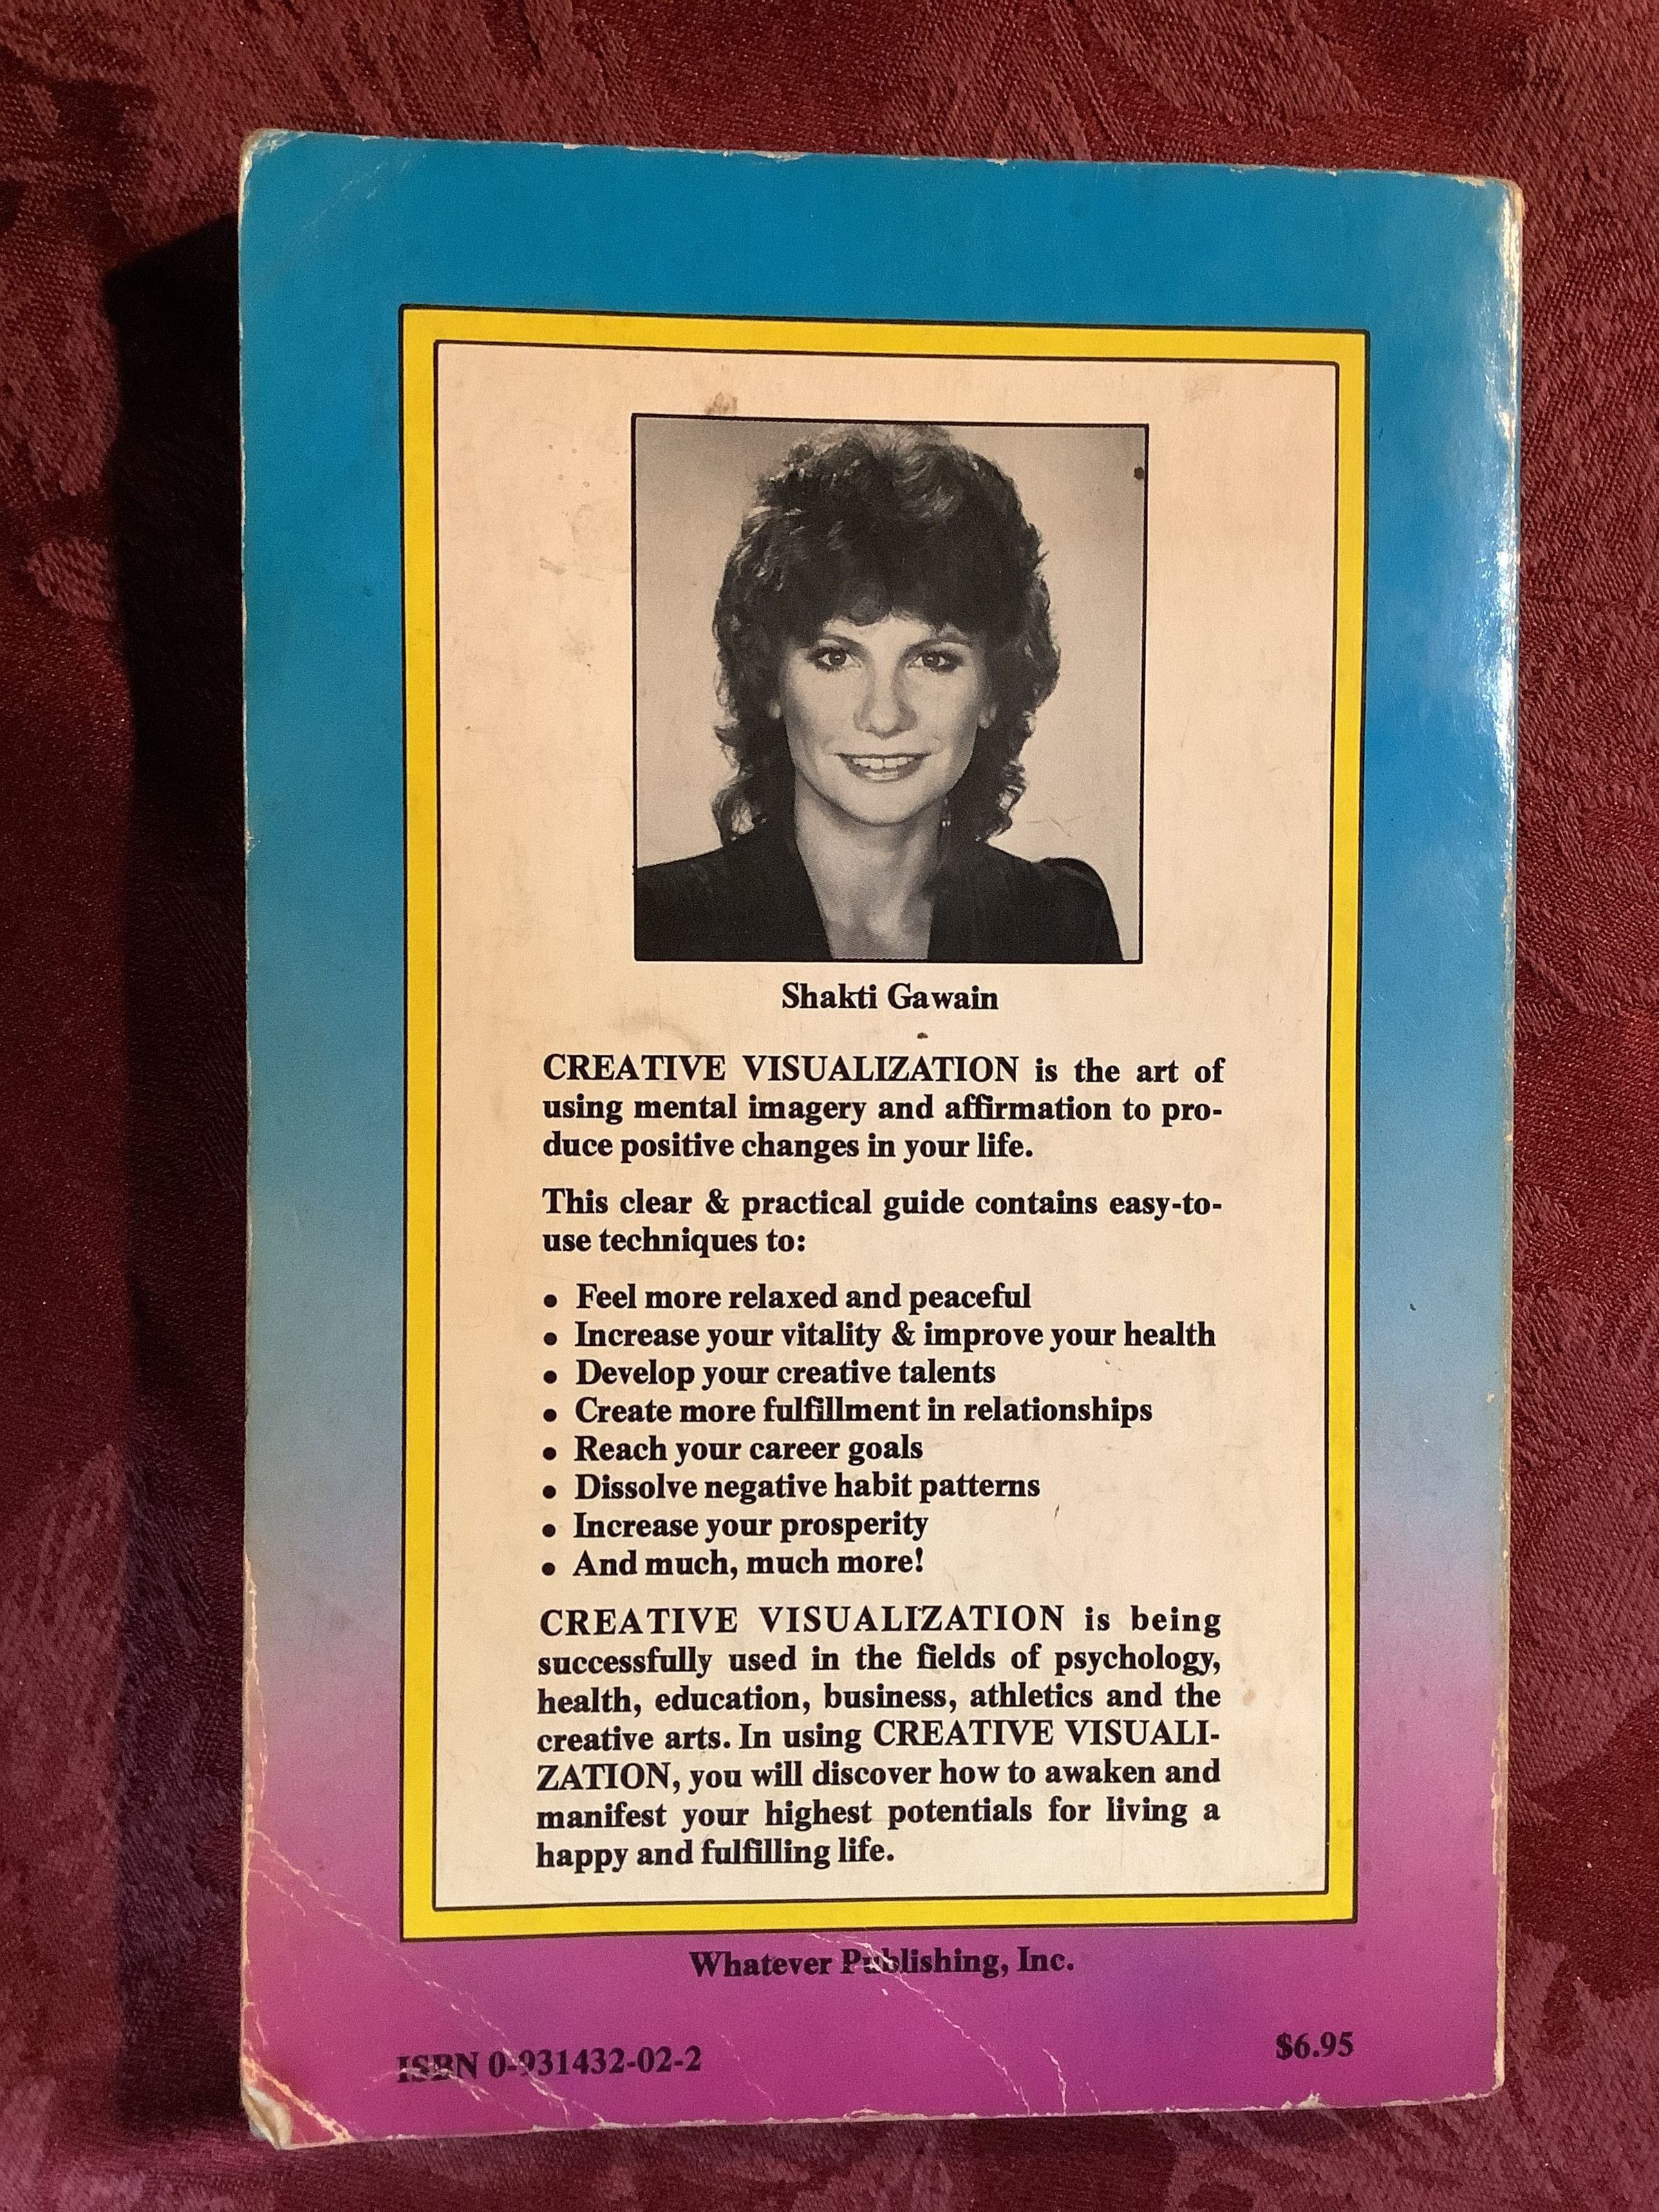 Shakti Gawain
CREATIVE VISUALIZATION is the art of
using mental imagery and affirmation to pro-
duce positive changes in your life.
This clear & practical guide contains easy-to-
use techniques to:
• Feel more relaxed and peaceful
• Increase your vitality & improve your health
• Develop your creative talents
• Create more fulfillment in relationships
• Reach your career goals
• Dissolve negative habit patterns
• Increase your prosperity
• And much, much more!
CREATIVE VISUALIZATION is being
successfully used in the fields of psychology,
health, education, business, athletics and the
creative arts. In using CREATIVE VISUALI-
ZATION, you will discover how to awaken and
manifest your highest potentials for living a
happy and fulfilling life.
Whatever Publishing, Inc.
ISBN 0-931432-02-2
$6.95